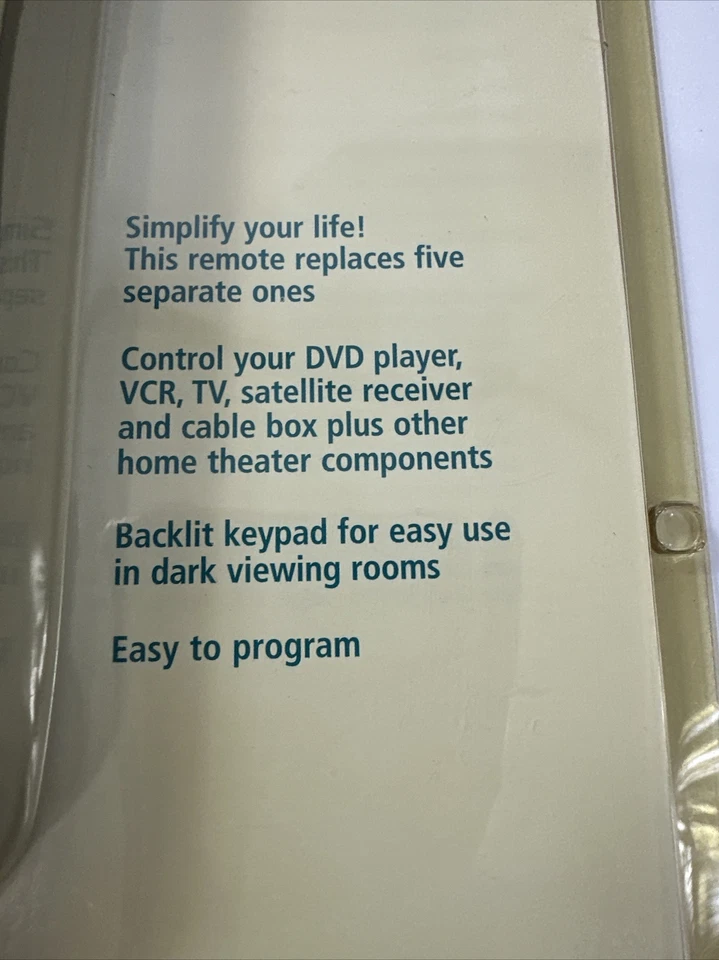 Simplify your life!
This remote replaces five
separate ones
Control your DVD player,
VCR, TV, satellite receiver
and cable box plus other
home theater components
Backlit keypad for easy use
in dark viewing rooms
Easy to program